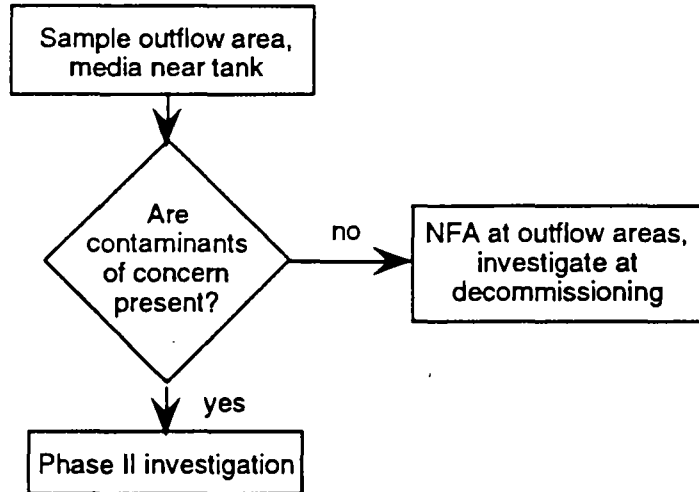 Sample outflow area,
media near tank
Are
contaminants
of concern
present?
no
NFA at outflow areas,
investigate at
decommissioning
yes
Phase II investigation